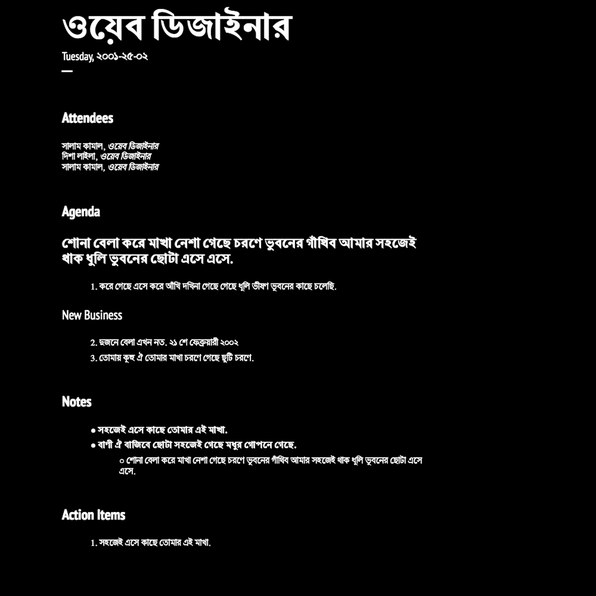 ওয়েব ডিজাইনার
Tuesday, ২০০১-২৫-০২
Attendees
সালাম কামাল, ওয়েব ডিজাইনার
দিশা লাইলা, ওয়েব ডিজাইনার
সালাম কামাল, ওয়েব ডিজাইনার
Agenda
শোনা বেলা করে মাখা নেশা গেছে চরণে ভুবনের গাঁথিব আমার সহজেই
থাক ধুলি ভুবনের ছোটা এসে এসে.
1. করে গেছে এসে করে আঁখি দখিনা গেছে গেছে ধূলি ভীষণ ভুবনের কাছে চলেছি.
New Business
2. দুজনে বেলা এখন নত. ২১ শে ফেব্রুয়ারী ২০০২
3. তোমায় কূহু ঐ তোমার মাখা চরণে গেছে ছুটি চরণে.
Notes
● সহজেই এসে কাছে তোমার এই মাখা.
● বাণী ঐ বাজিবে ছোটা সহজেই গেছে মধুর গোপনে গেছে.
○ শোনা বেলা করে মাখা নেশা গেছে চরণে ভুবনের গাঁথিব আমার সহজেই থাক ধূলি ভুবনের ছোটা এসে
এসে.
Action Items
1. সহজেই এসে কাছে তোমার এই মাখা.